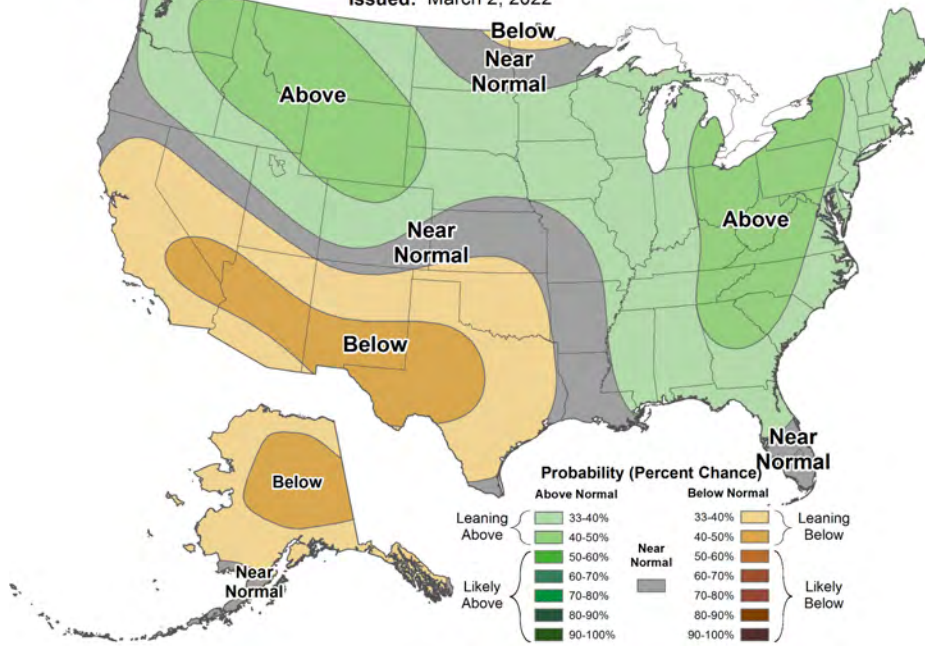 Issued: March 2, 2022
Below
Near
Normal
Above
Above
Near
Normal
Below
Near
Normal
Below
Near
Normal
Probability (Percent Chance)
Above Normal
Below Normal
Leaning
Above
33-40%
40-50%
Likely
Above
50-60%
60-70%
70-80%
80-90%
90-100%
Near
Normal
33-40%
40-50%
Leaning
Below
50-60%
60-70%
70-80%
80-90%
90-100%
Likely
Below